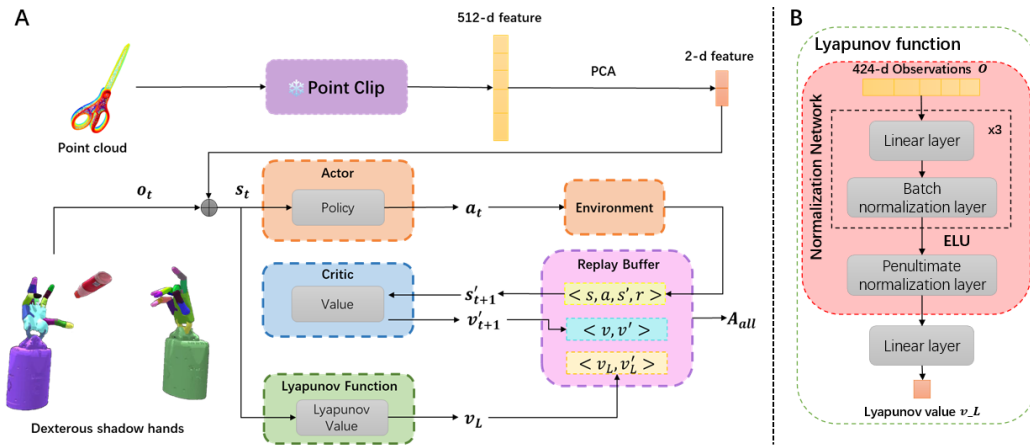 A
512-d feature
2-d feature
Point Clip
PCA
Point cloud
o_t
s_t
Actor
Policy
a_t
Environment
Critic
Value
s'_{t+1}
v'_{t+1}
Replay Buffer
< s, a, s', r >
< v, v' >
< v_L, v'_L >
A_{all}
Lyapunov Function
Lyapunov
Value
v_L
Dexterous shadow hands
B
Lyapunov function
424-d Observations o
Normalization Network
x3
Linear layer
Batch
normalization layer
ELU
Penultimate
normalization layer
Linear layer
Lyapunov value v_L